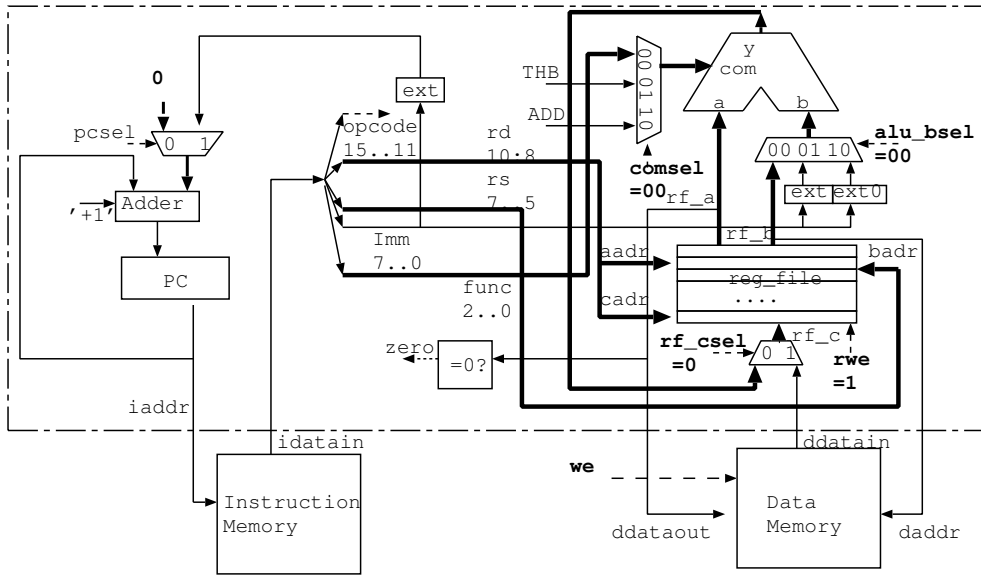 0
pcsel
0 1
'+1'
Adder
PC
iaddr
ext
opcode
15..11
rd
10:8
rs
7..5
Imm
7..0
func
2..0
zero
=0?
idatain
Instruction
Memory
THB
ADD
00 01 10
comsel
=00
y
com
a
b
00 01 10
alu_bsel
=00
ext
ext0
rf_a
rf_b
aadr
badr
cadr
reg_file
....
rf_csel
=0
0 1
rf_c
rwe
=1
we
ddatain
ddataout
Data
Memory
daddr